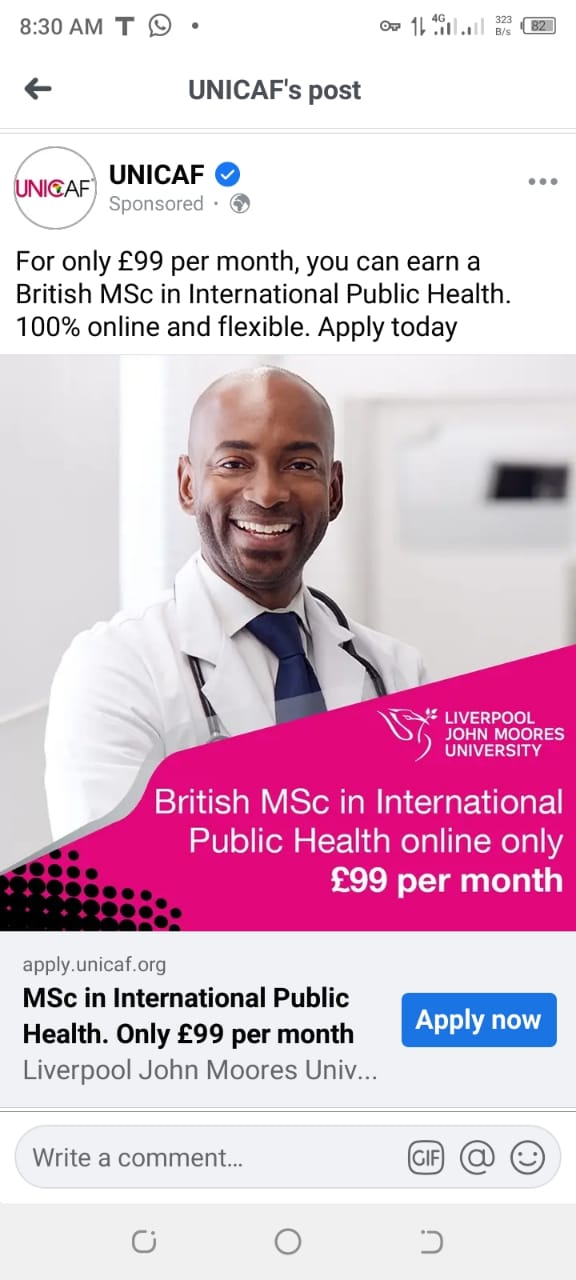 8:30 AM
4G
323 B/s
82
UNICAF's post
UNICAF
UNICAF
Sponsored ·
For only £99 per month, you can earn a
British MSc in International Public Health.
100% online and flexible. Apply today
LIVERPOOL
JOHN MOORES
UNIVERSITY
British MSc in International
Public Health online only
£99 per month
apply.unicaf.org
MSc in International Public
Health. Only £99 per month
Apply now
Liverpool John Moores Univ...
Write a comment...
GIF